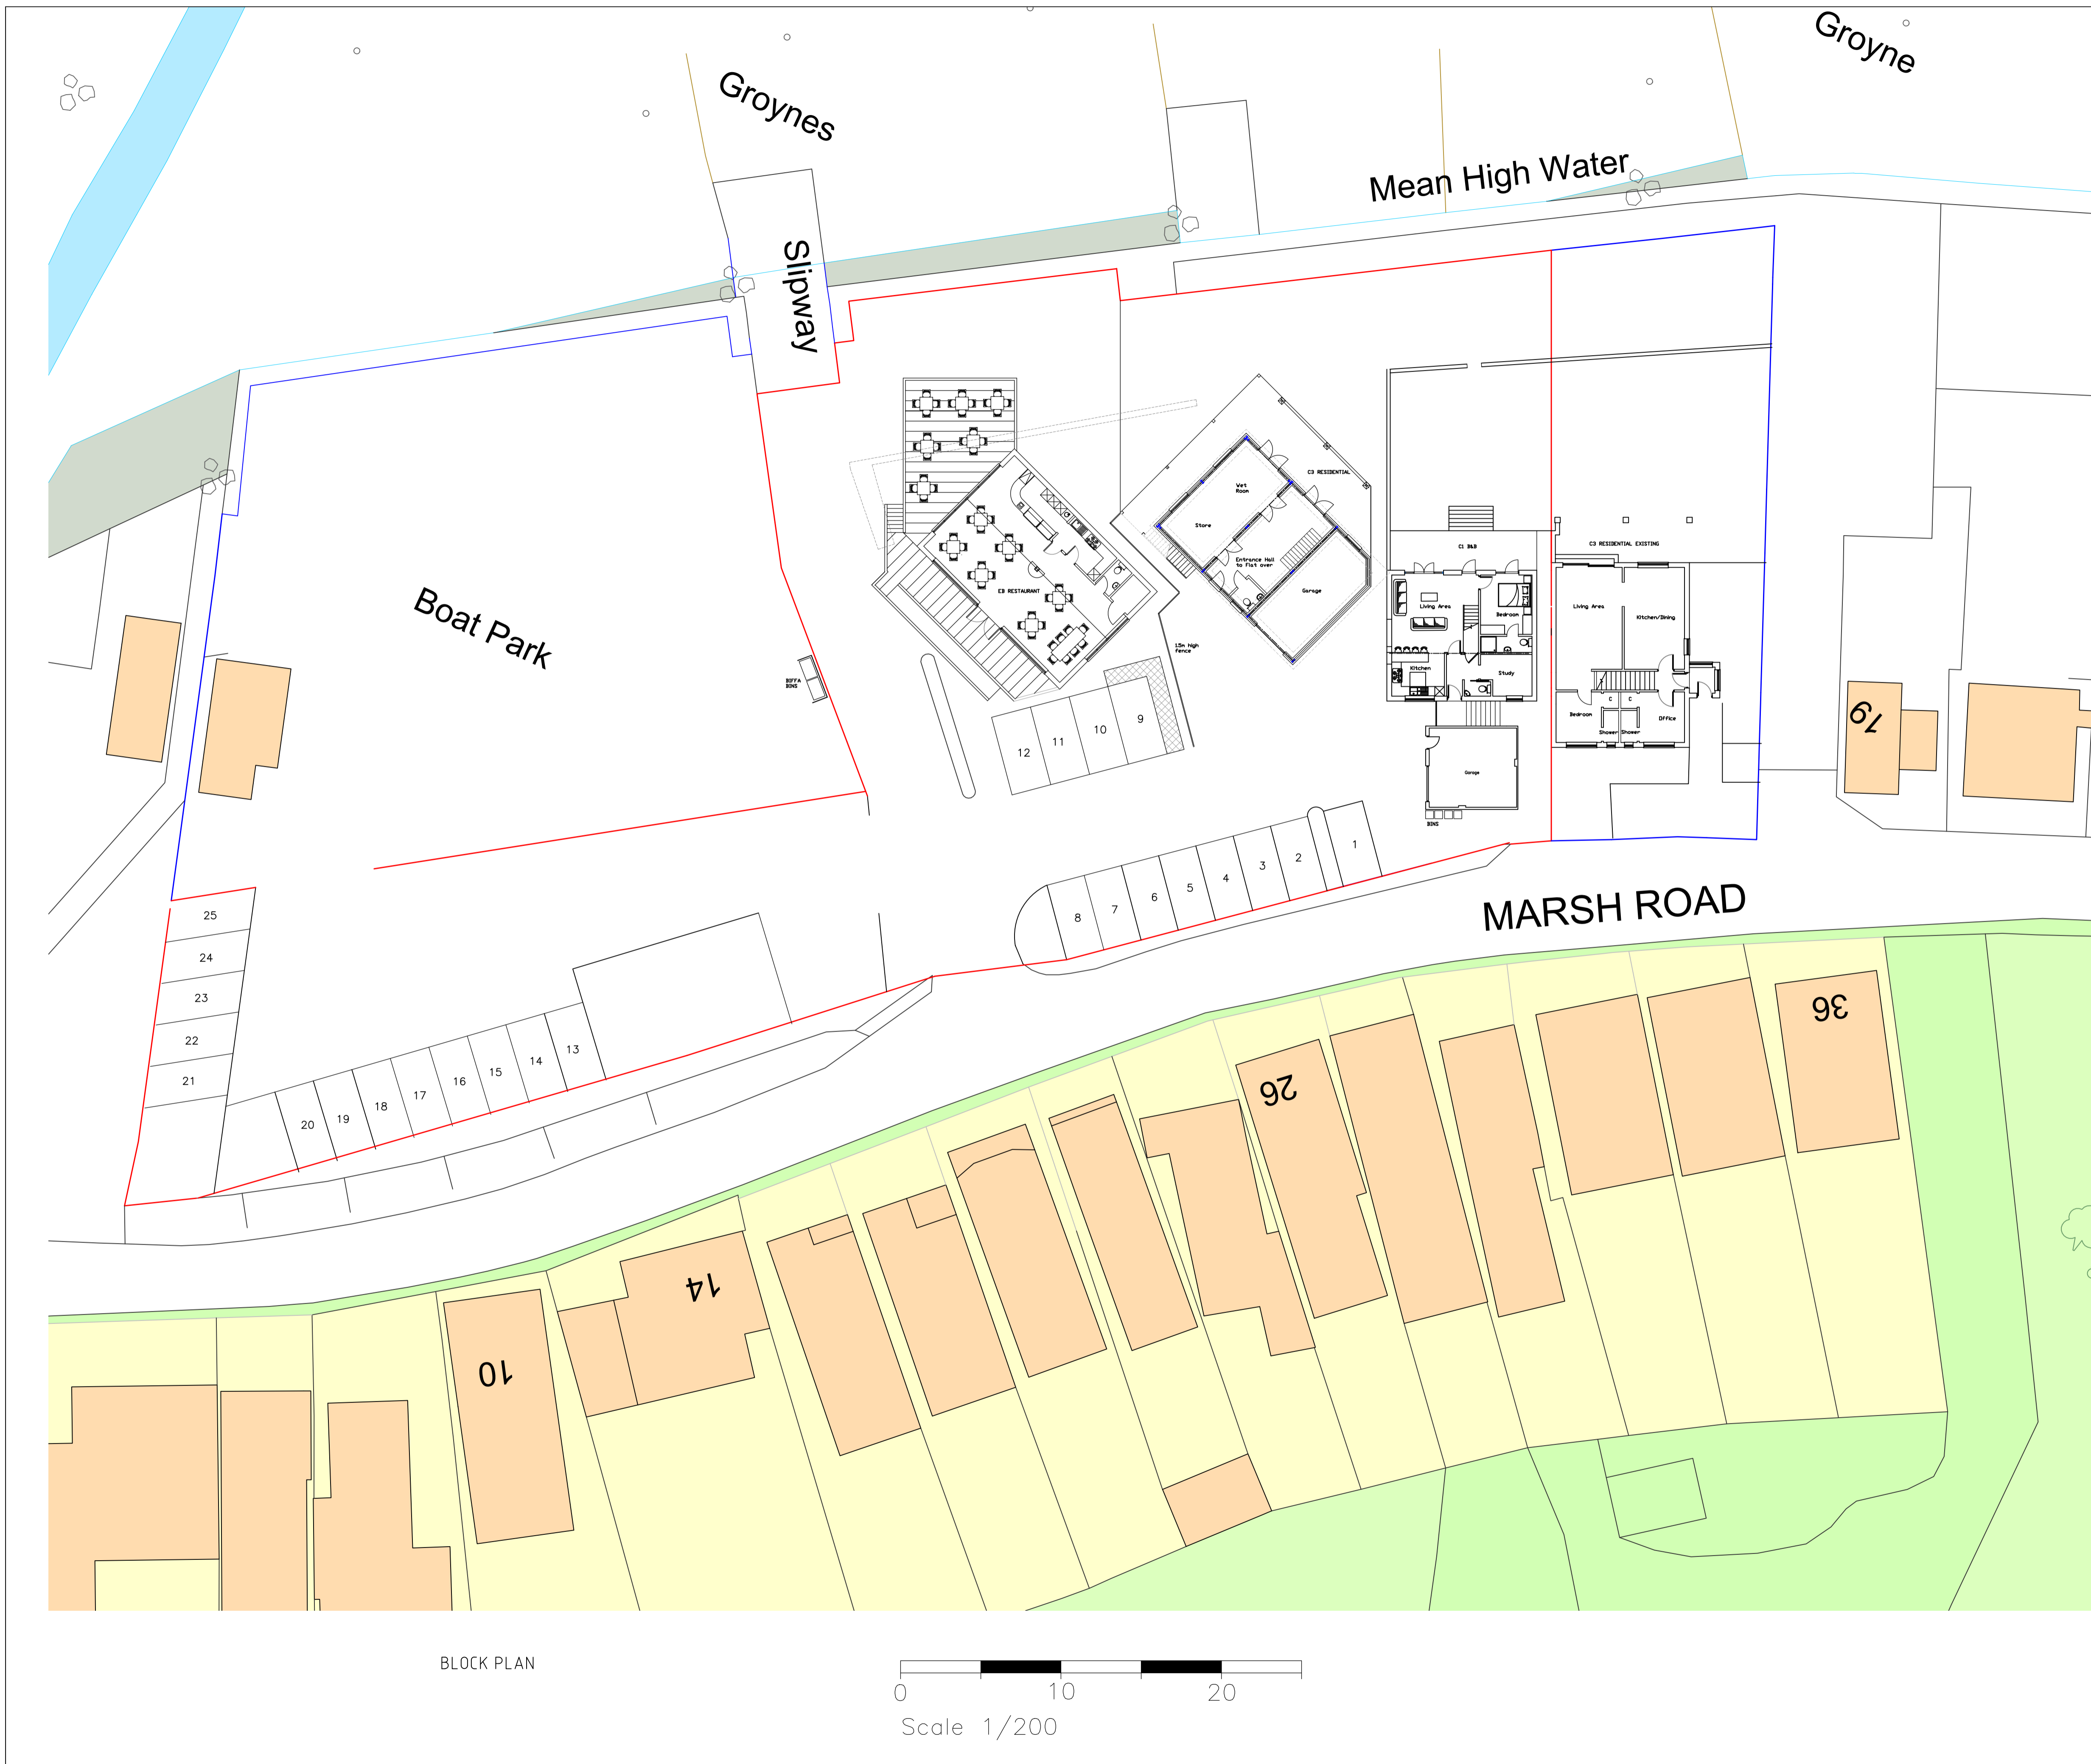 Groynes
Groyne
Mean High Water
Slipway
Boat Park
C3 RESIDENTIAL
Wet
Room
Store
Entrance Hall
to Flat over
Garage
E3 RESTAURANT
1.5m high
fence
BIFFA
BINS
C1 B&B
Living Area
Bedroom
Kitchen
Study
Garage
BINS
C3 RESIDENTIAL EXISTING
Living Area
Kitchen/Dining
Bedroom
C
C
Office
Shower
Shower
19
12
11
10
9
8
7
6
5
4
3
2
1
MARSH ROAD
25
24
23
22
21
20
19
18
17
16
15
14
13
36
26
14
10
BLOCK PLAN
0
10
20
Scale 1/200